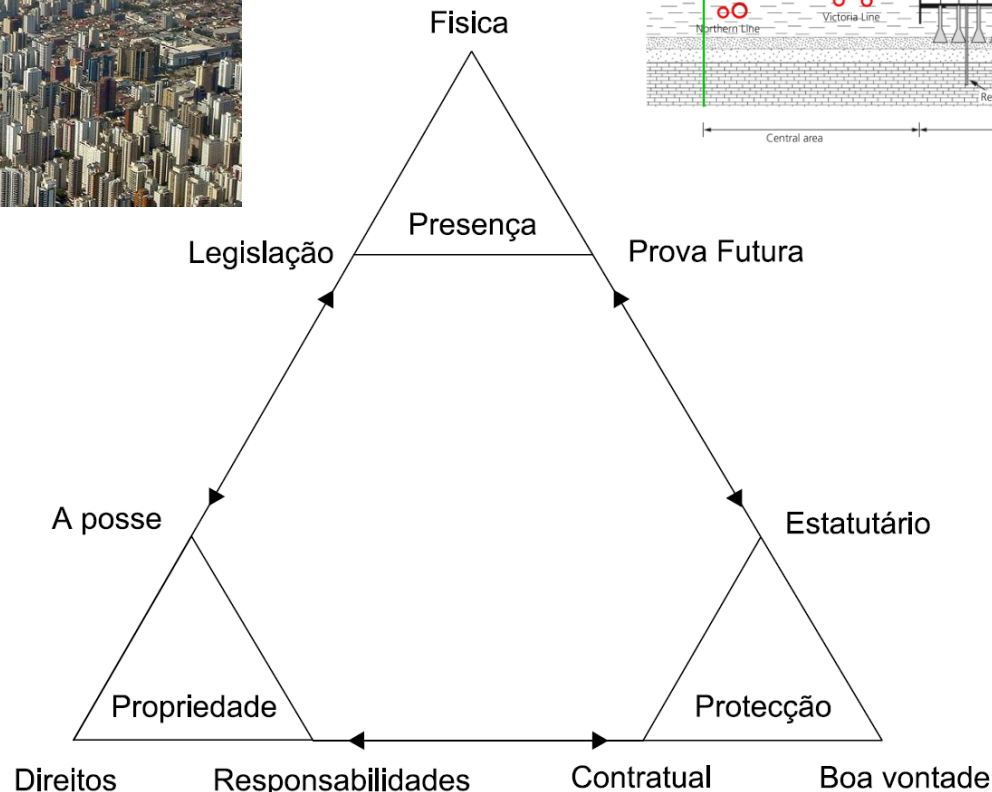 Fisica
Northern Line
Victoria Line
Central area
Presença
Legislação
Prova Futura
A posse
Estatutário
Propriedade
Protecção
Direitos
Responsabilidades
Contratual
Boa vontade